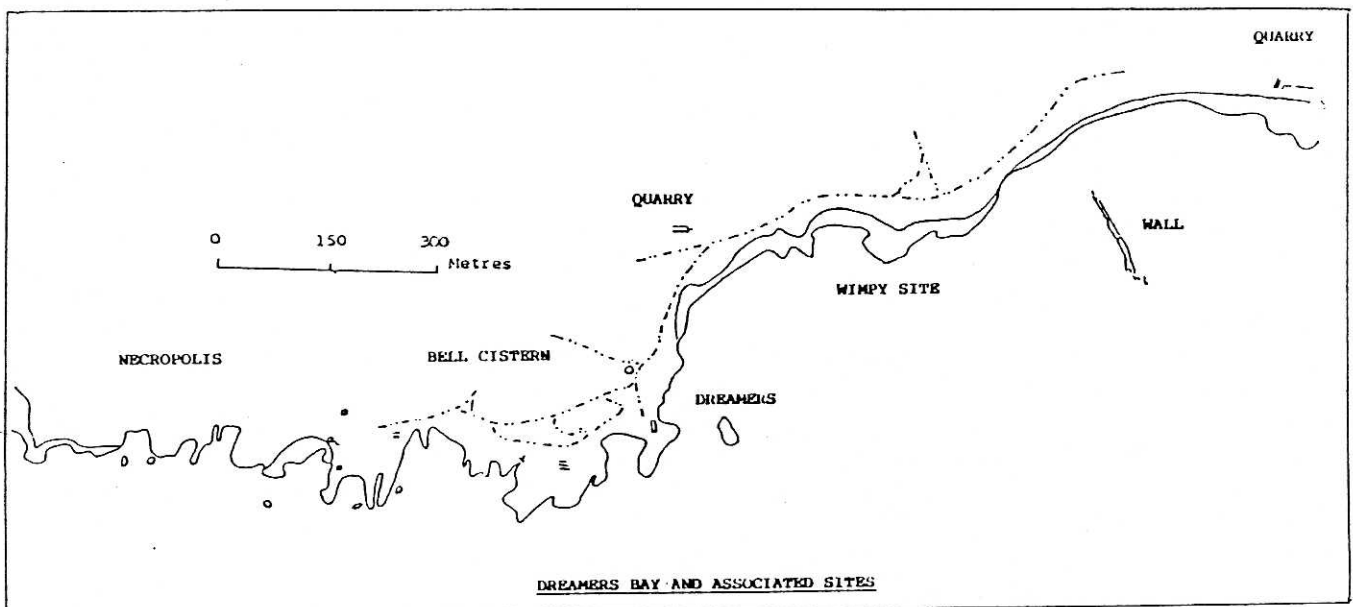 QUARRY
QUARRY
WALL
0 150 300
Metres
WIMPY SITE
NECROPOLIS
BELL CISTERN
DREAMERS
DREAMERS BAY AND ASSOCIATED SITES